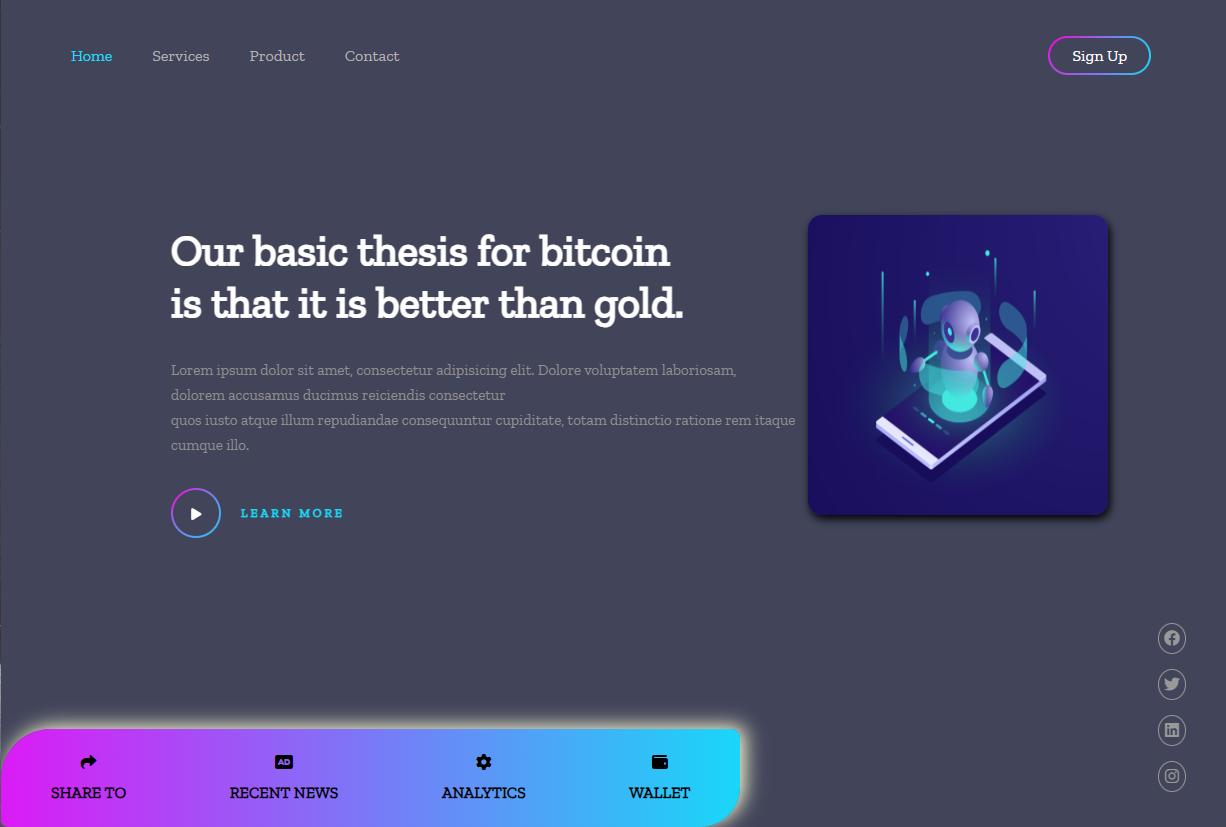 Home Services Product Contact Sign Up
Our basic thesis for bitcoin
is that it is better than gold.
Lorem ipsum dolor sit amet, consectetur adipisicing elit. Dolore voluptatem laboriosam,
dolorem accusamus ducimus reiciendis consectetur
quos iusto atque illum repudiandae consequuntur cupiditate, totam distinctio ratione rem itaque
cumque illo.
LEARN MORE
AD
SHARE TO RECENT NEWS ANALYTICS WALLET